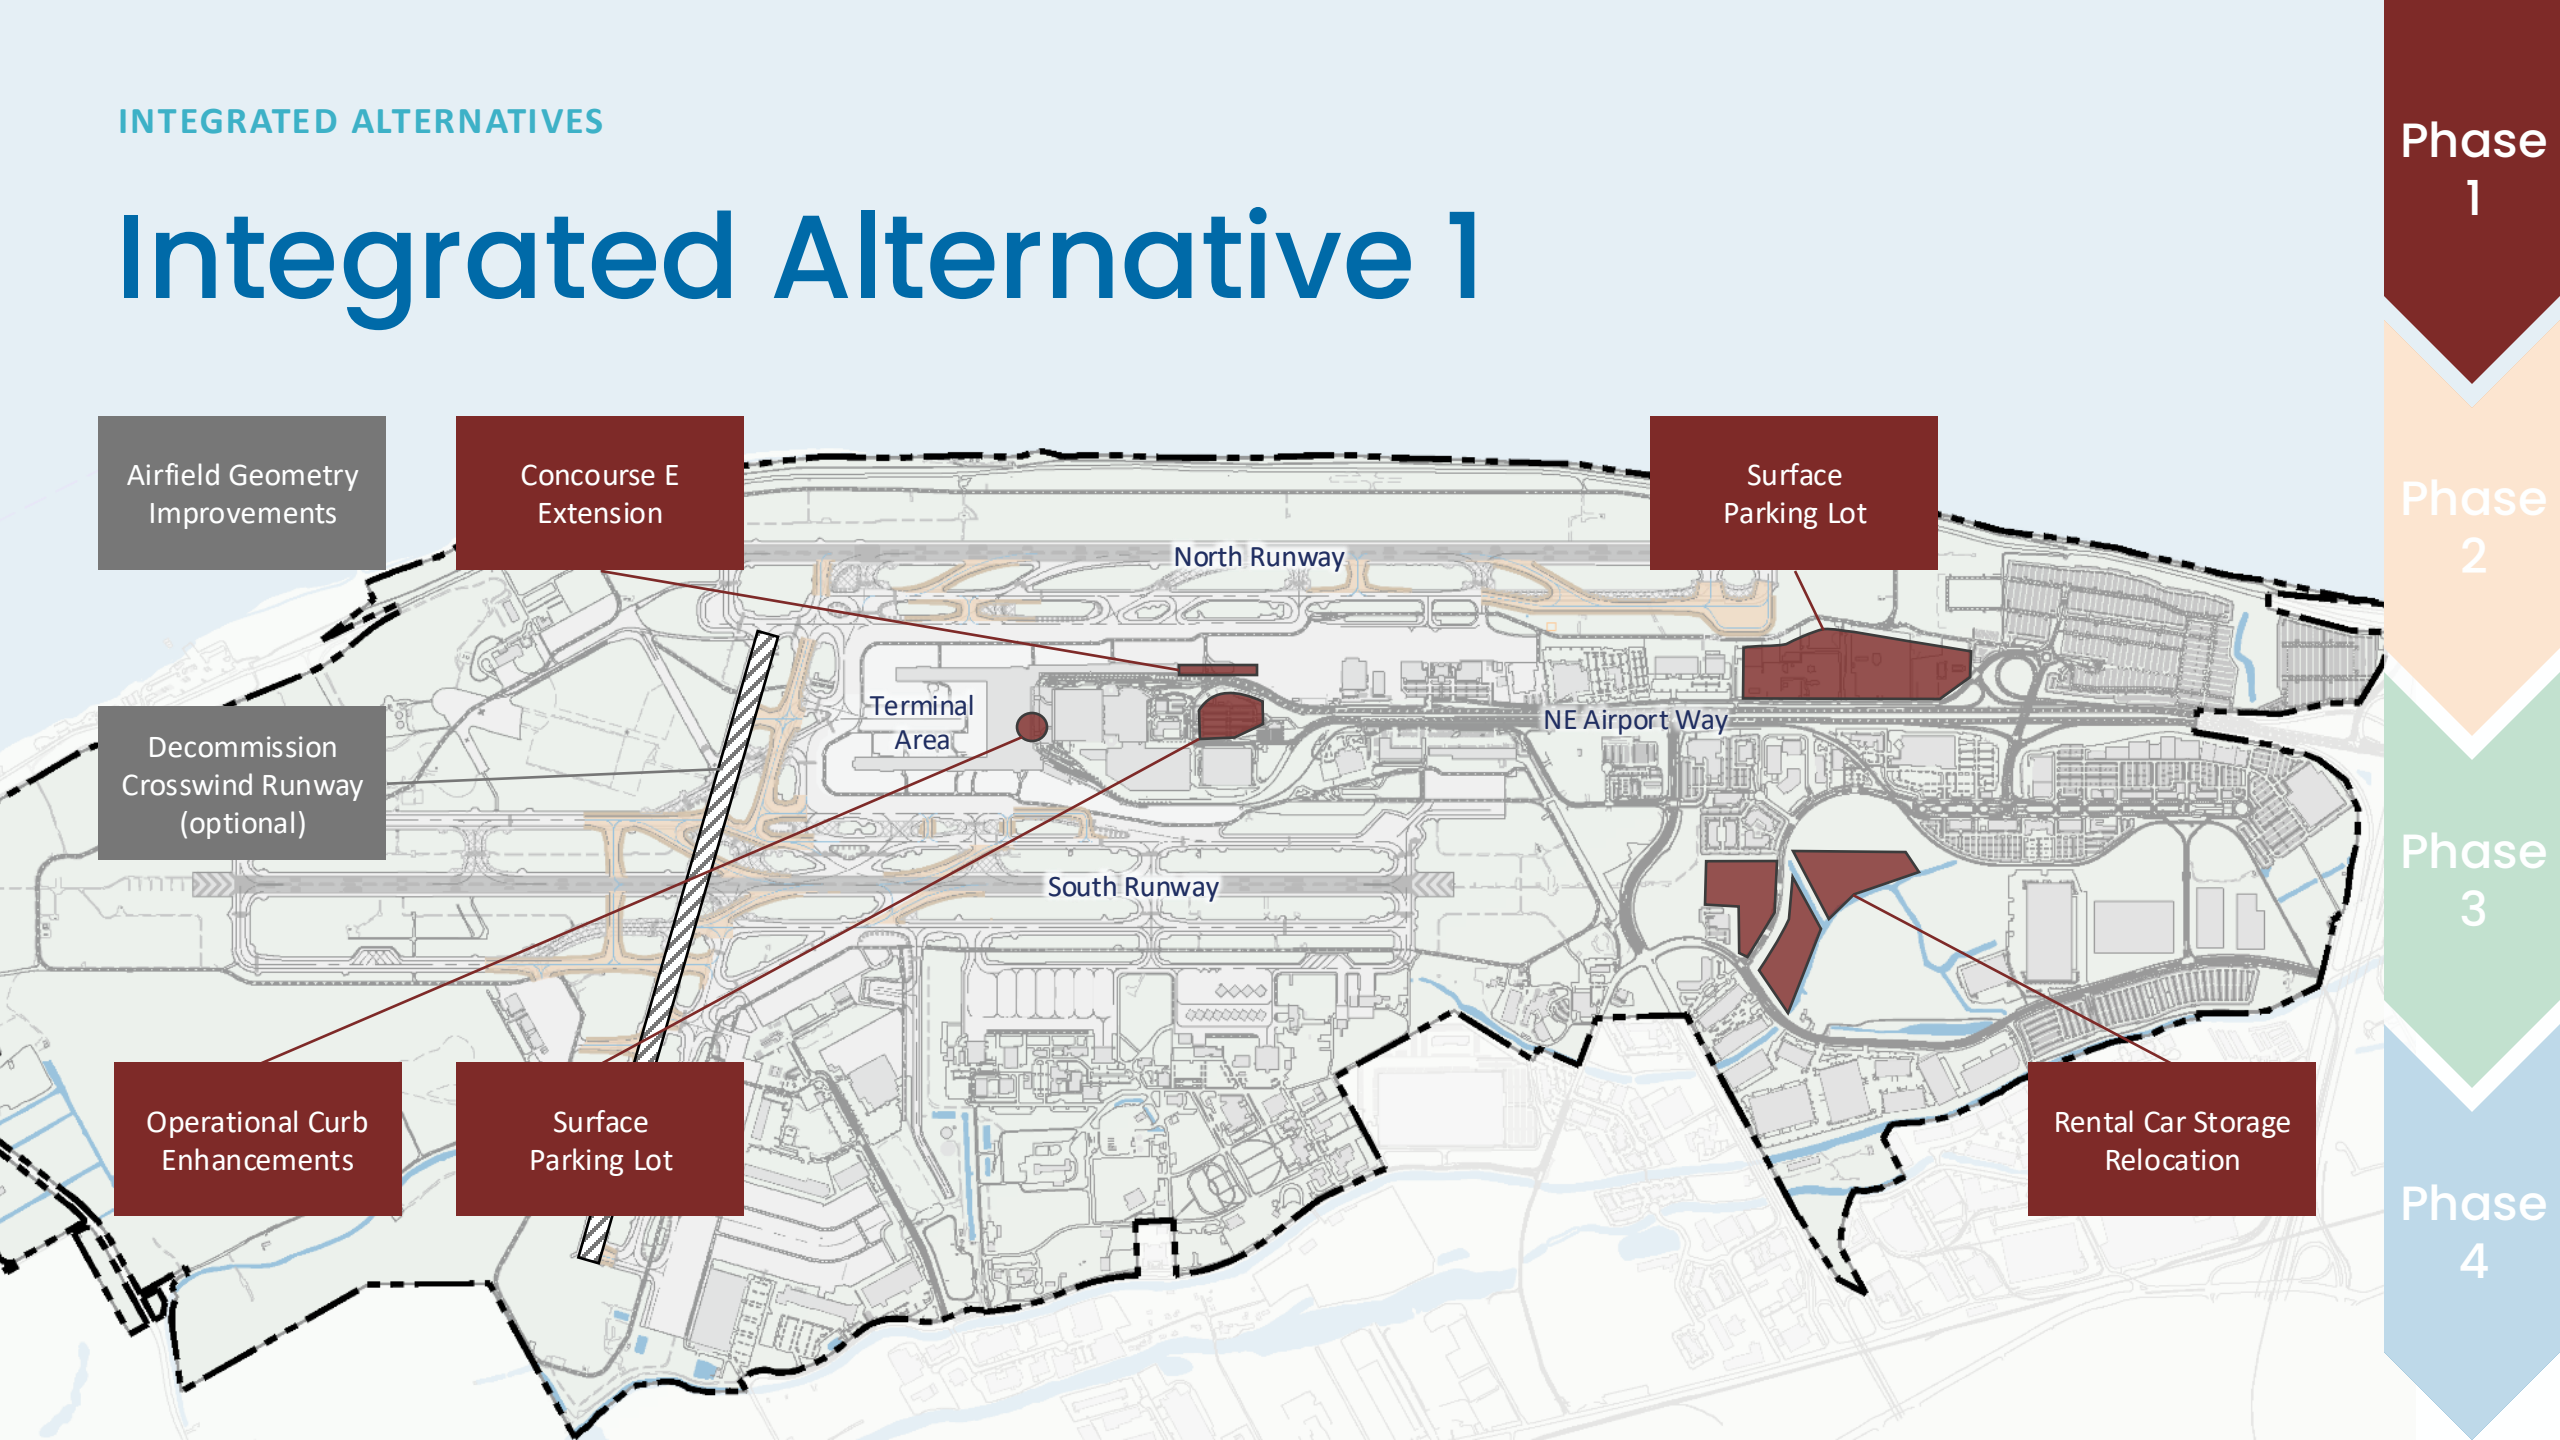 INTEGRATED ALTERNATIVES
Integrated Alternative 1
Airfield Geometry
Improvements
Concourse E
Extension
Surface
Parking Lot
North Runway
Terminal
Area
NE Airport Way
Decommission
Crosswind Runway
(optional)
South Runway
Operational Curb
Enhancements
Surface
Parking Lot
Rental Car Storage
Relocation
Phase
1
Phase
2
Phase
3
Phase
4